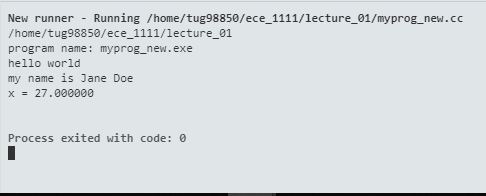 New runner - Running /home/tug98850/ece_1111/lecture_01/myprog_new.cc
/home/tug98850/ece_1111/lecture_01
program name: myprog_new.exe
hello world
my name is Jane Doe
x = 27.000000
Process exited with code: 0